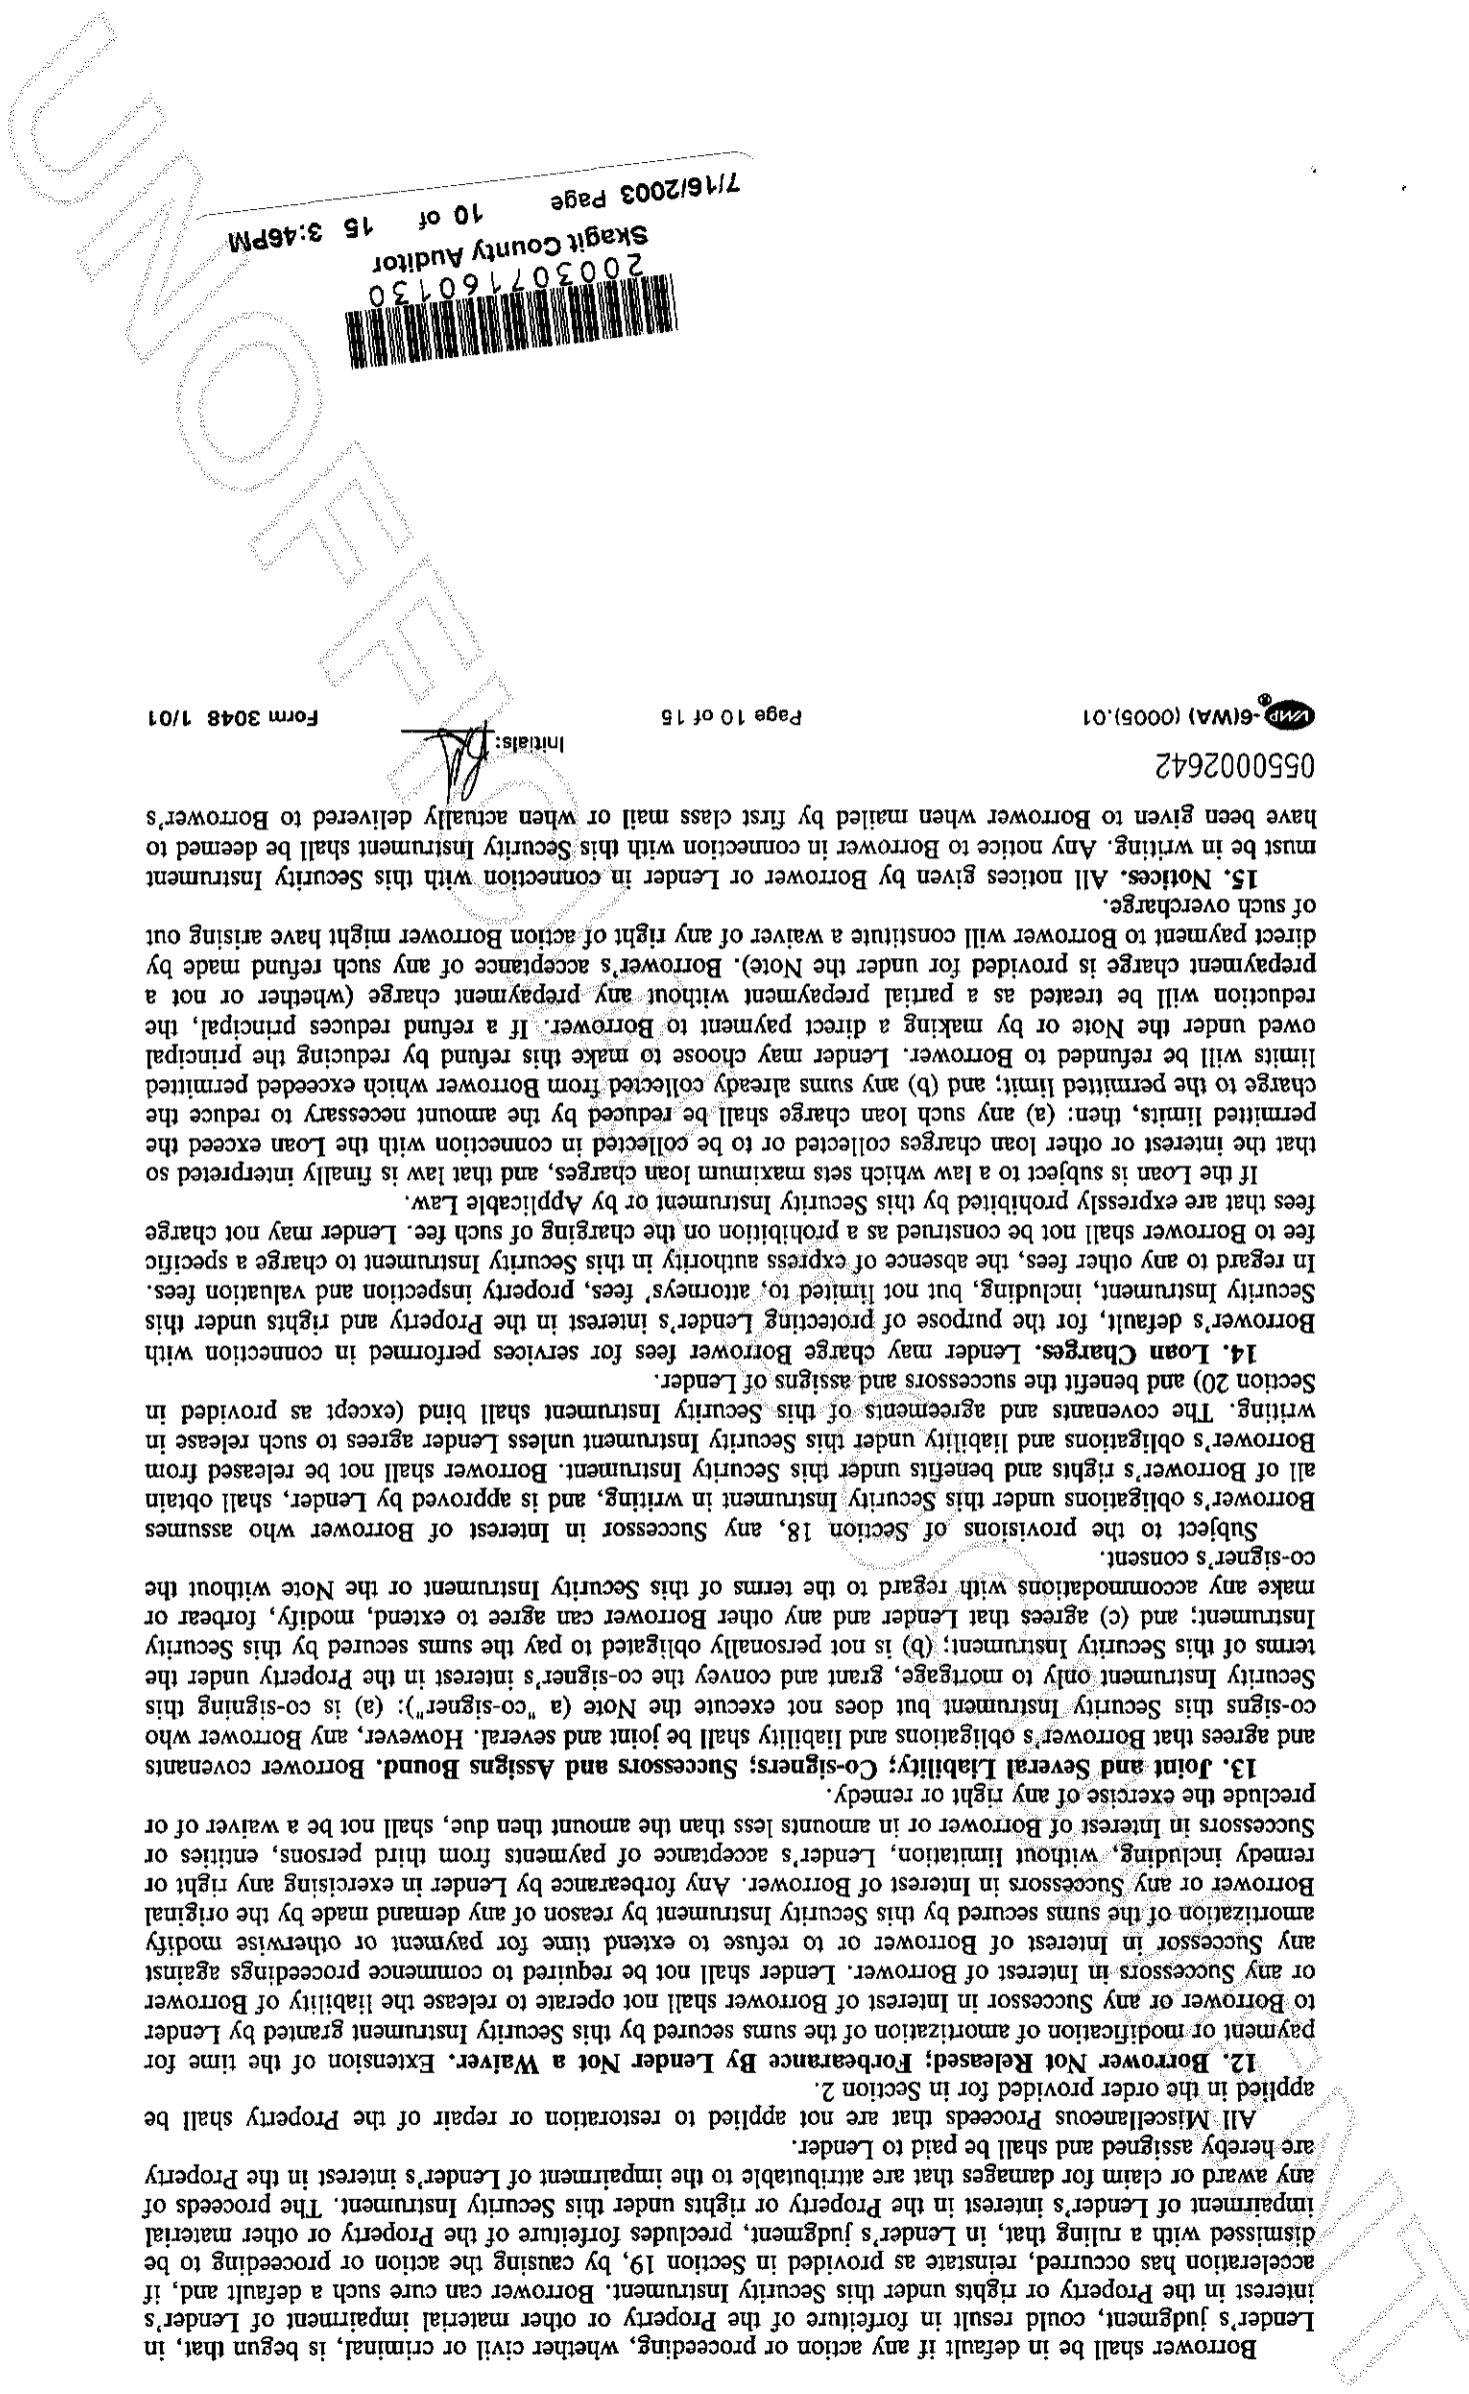 Borrower shall be in default if any action or proceeding, whether civil or criminal, is begun that, in
Lender's judgment, could result in forfeiture of the Property or other material impairment of Lender's
interest in the Property or rights under this Security Instrument. Borrower can cure such a default and, if
acceleration has occurred, reinstate as provided in Section 19, by causing the action or proceeding to be
dismissed with a ruling that, in Lender's judgment, precludes forfeiture of the Property or other material
impairment of Lender's interest in the Property or rights under this Security Instrument. The proceeds of
any award or claim for damages that are attributable to the impairment of Lender's interest in the Property
are hereby assigned and shall be paid to Lender.
All Miscellaneous Proceeds that are not applied to restoration or repair of the Property shall be
applied in the order provided for in Section 2.
12. Borrower Not Released; Forbearance By Lender Not a Waiver. Extension of the time for
payment or modification of amortization of the sums secured by this Security Instrument granted by Lender
to Borrower or any Successor in Interest of Borrower shall not operate to release the liability of Borrower
or any Successors in Interest of Borrower. Lender shall not be required to commence proceedings against
any Successor in Interest of Borrower or to refuse to extend time for payment or otherwise modify
amortization of the sums secured by this Security Instrument by reason of any demand made by the original
Borrower or any Successors in Interest of Borrower. Any forbearance by Lender in exercising any right or
remedy including, without limitation, Lender's acceptance of payments from third persons, entities or
Successors in Interest of Borrower or in amounts less than the amount then due, shall not be a waiver of or
preclude the exercise of any right or remedy.
13. Joint and Several Liability; Co-signers; Successors and Assigns Bound. Borrower covenants
and agrees that Borrower's obligations and liability shall be joint and several. However, any Borrower who
co-signs this Security Instrument but does not execute the Note (a "co-signer"): (a) is co-signing this
Security Instrument only to mortgage, grant and convey the co-signer's interest in the Property under the
terms of this Security Instrument; (b) is not personally obligated to pay the sums secured by this Security
Instrument; and (c) agrees that Lender and any other Borrower can agree to extend, modify, forbear or
make any accommodations with regard to the terms of this Security Instrument or the Note without the
co-signer's consent.
Subject to the provisions of Section 18, any Successor in Interest of Borrower who assumes
Borrower's obligations under this Security Instrument in writing, and is approved by Lender, shall obtain
all of Borrower's rights and benefits under this Security Instrument. Borrower shall not be released from
Borrower's obligations and liability under this Security Instrument unless Lender agrees to such release in
writing. The covenants and agreements of this Security Instrument shall bind (except as provided in
Section 20) and benefit the successors and assigns of Lender.
14. Loan Charges. Lender may charge Borrower fees for services performed in connection with
Borrower's default, for the purpose of protecting Lender's interest in the Property and rights under this
Security Instrument, including, but not limited to, attorneys' fees, property inspection and valuation fees.
In regard to any other fees, the absence of express authority in this Security Instrument to charge a specific
fee to Borrower shall not be construed as a prohibition on the charging of such fee. Lender may not charge
fees that are expressly prohibited by this Security Instrument or by Applicable Law.
If the Loan is subject to a law which sets maximum loan charges, and that law is finally interpreted so
that the interest or other loan charges collected or to be collected in connection with the Loan exceed the
permitted limits, then: (a) any such loan charge shall be reduced by the amount necessary to reduce the
charge to the permitted limit; and (b) any sums already collected from Borrower which exceeded permitted
limits will be refunded to Borrower. Lender may choose to make this refund by reducing the principal
owed under the Note or by making a direct payment to Borrower. If a refund reduces principal, the
reduction will be treated as a partial prepayment without any prepayment charge (whether or not a
prepayment charge is provided for under the Note). Borrower's acceptance of any such refund made by
direct payment to Borrower will constitute a waiver of any right of action Borrower might have arising out
of such overcharge.
15. Notices. All notices given by Borrower or Lender in connection with this Security Instrument
must be in writing. Any notice to Borrower in connection with this Security Instrument shall be deemed to
have been given to Borrower when mailed by first class mail or when actually delivered to Borrower's
0550002642
Initials:
VMP®-6(WA) (0005).01 Page 10 of 15 Form 3048 1/01
200307160130
Skagit County Auditor
7/16/2003 Page 10 of 15 3:46PM
UNOFFICIAL DOCUMENT